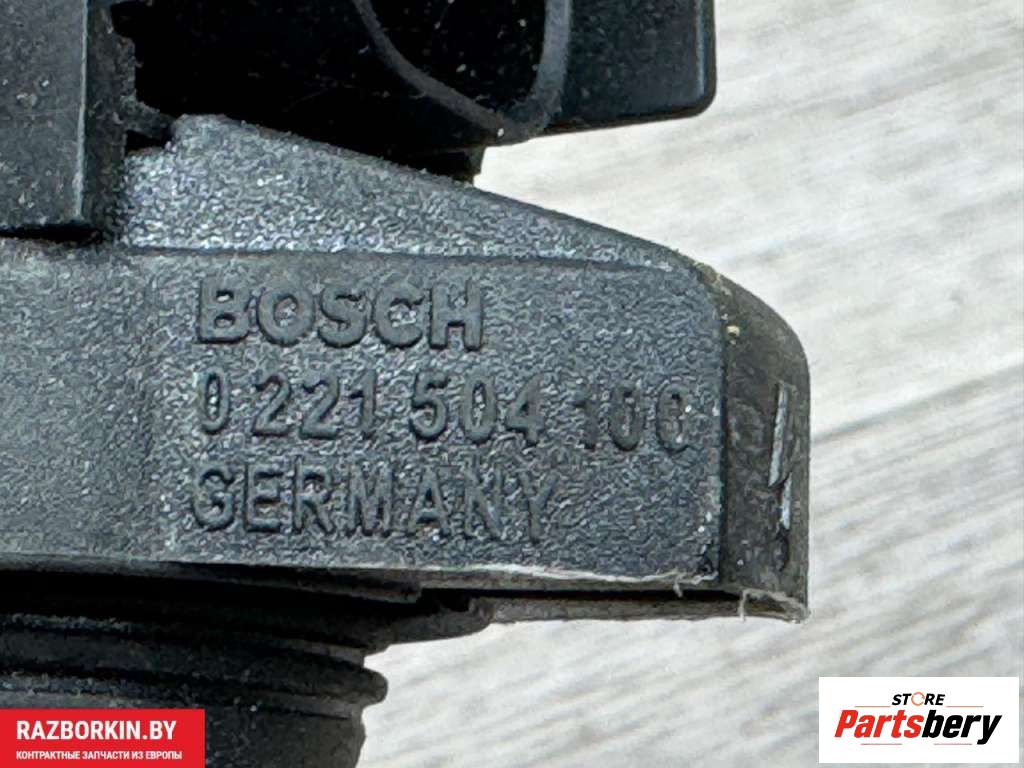 BOSCH
0 221 504 100
GERMANY
RAZBORKIN.BY
КОНТРАКТНЫЕ ЗАПЧАСТИ ИЗ ЕВРОПЫ
STORE
Partsbery